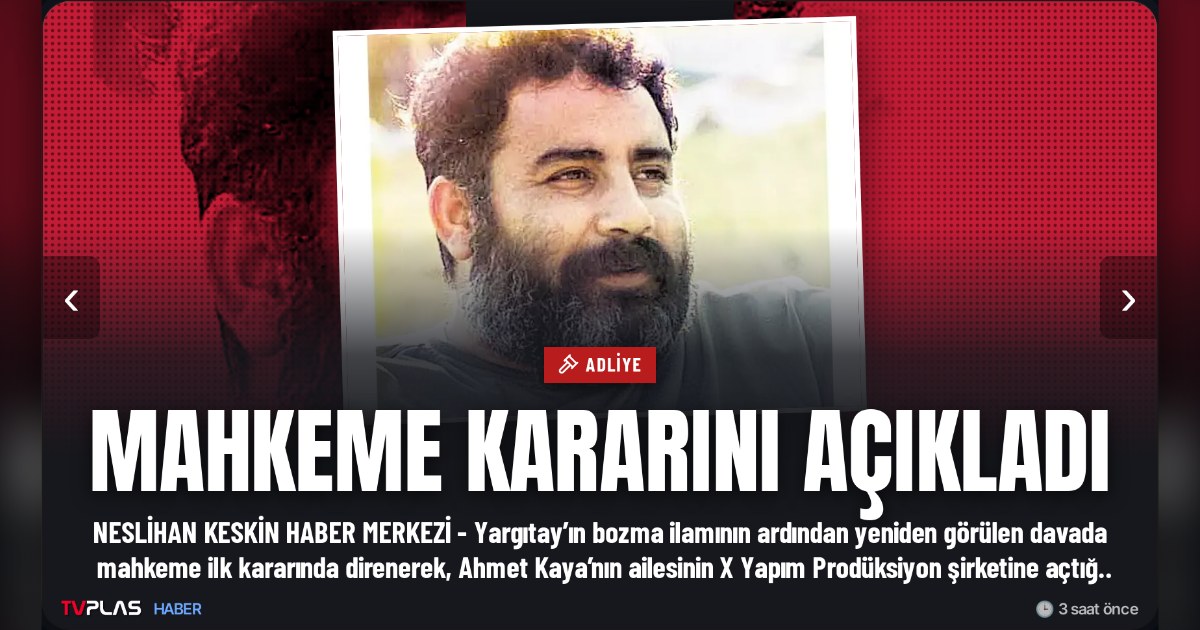 ADLİYE
MAHKEME KARARINI AÇIKLADI
NESLİHAN KESKİN HABER MERKEZİ - Yargıtay’ın bozma ilamının ardından yeniden görülen davada
mahkeme ilk kararında direnerek, Ahmet Kaya’nın ailesinin X Yapım Prodüksiyon şirketine açtığ..
TVPLAS HABER
3 saat önce